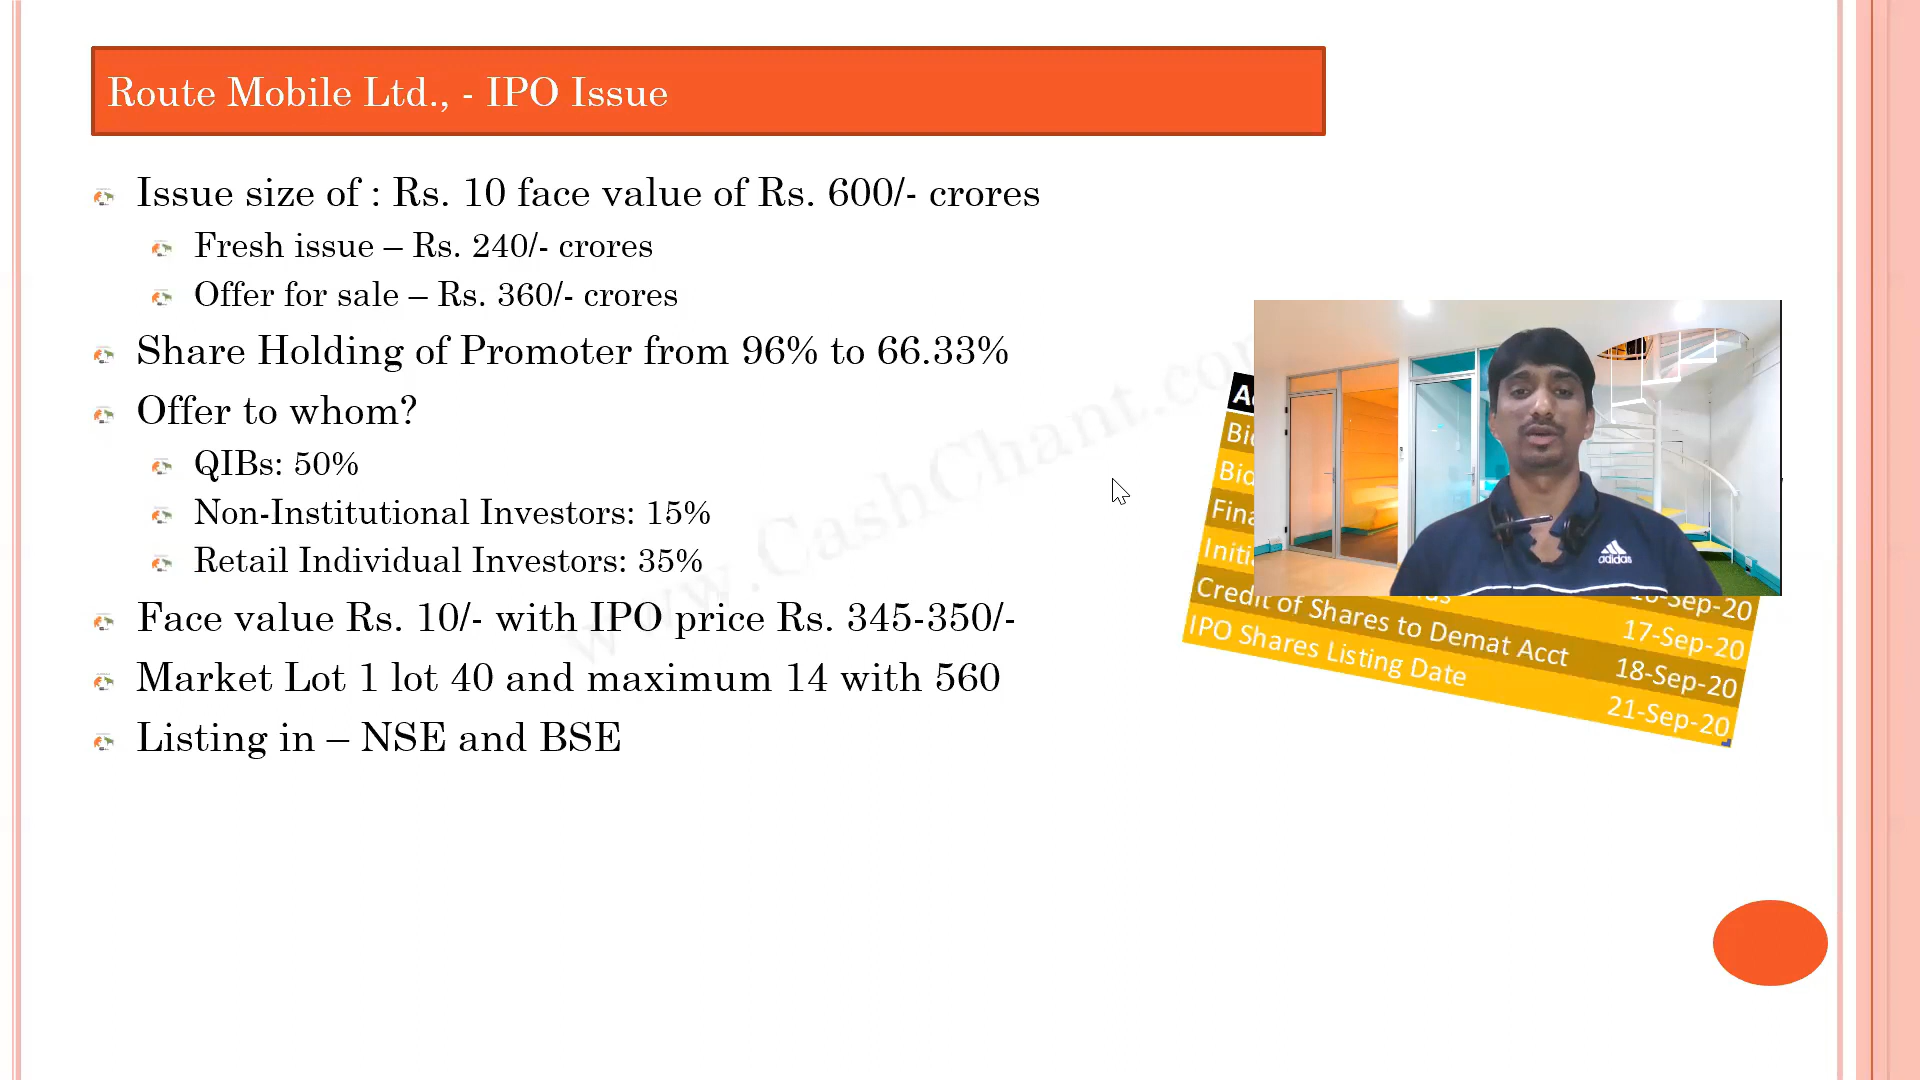 Route Mobile Ltd., - IPO Issue
Issue size of : Rs. 10 face value of Rs. 600/- crores
Fresh issue – Rs. 240/- crores
Offer for sale – Rs. 360/- crores
Share Holding of Promoter from 96% to 66.33%
Offer to whom?
QIBs: 50%
Non-Institutional Investors: 15%
Retail Individual Investors: 35%
Face value Rs. 10/- with IPO price Rs. 345-350/-
Market Lot 1 lot 40 and maximum 14 with 560
Listing in – NSE and BSE
www.CashChant.co
17-Sep-20
Credit of Shares to Demat Acct 18-Sep-20
IPO Shares Listing Date 21-Sep-20
adidas